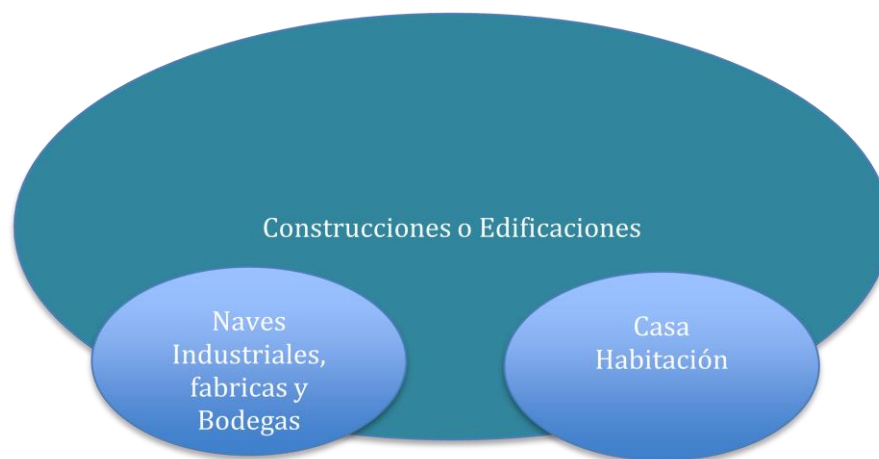 Construcciones o Edificaciones
Naves
Industriales,
fabricas y
Bodegas
Casa
Habitación